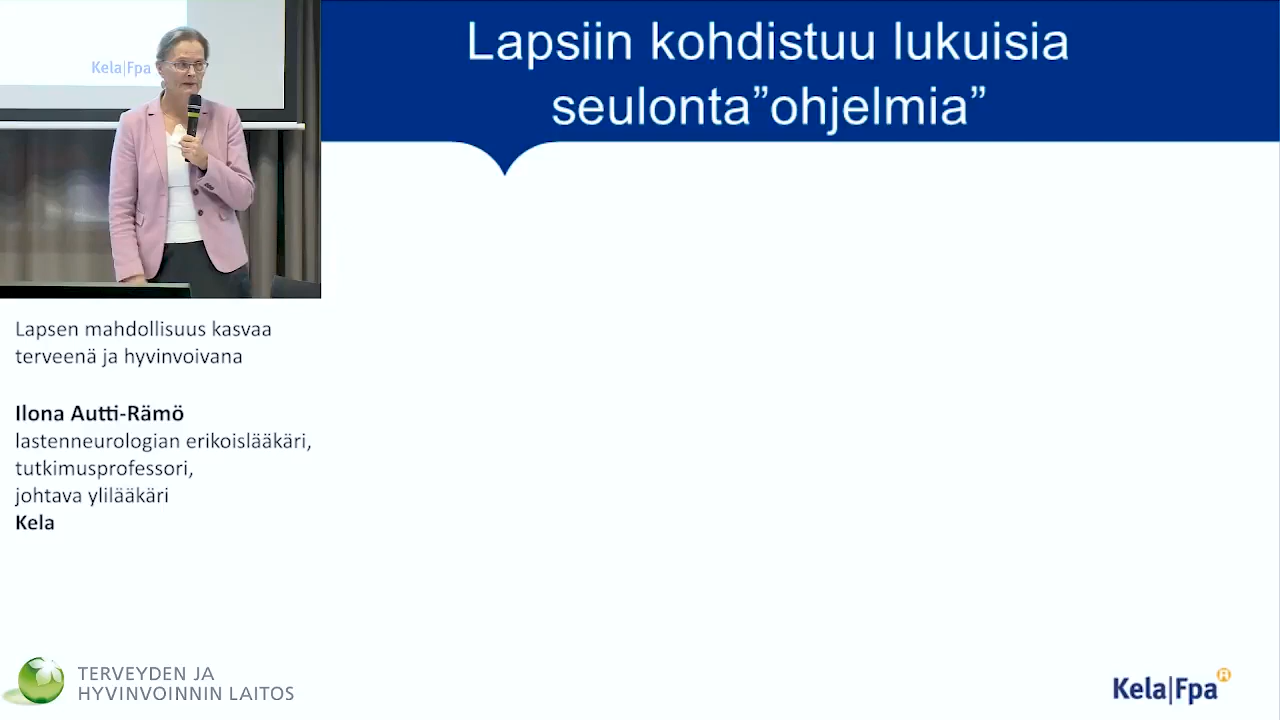 Kela|Fpa
Lapsiin kohdistuu lukuisia
seulonta”ohjelmia”
Lapsen mahdollisuus kasvaa
terveenä ja hyvinvoivana
Ilona Autti-Rämö
lastenneurologian erikoislääkäri,
tutkimusprofessori,
johtava ylilääkäri
Kela
TERVEYDEN JA
HYVINVOINNIN LAITOS
Kela|Fpa